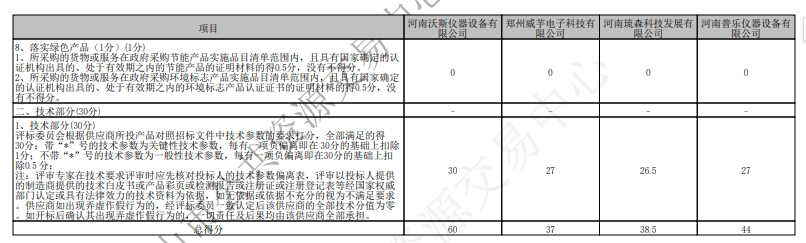 项目
河南沃斯仪器设备有限公司
郑州威芋电子科技有限公司
河南琉森科技发展有限公司
河南普乐仪器设备有限公司
8、落实绿色产品（1分）(1分)
1、所采购的货物或服务在政府采购节能产品实施品目清单范围内，且具有国家确定的认
证机构出具的、处于有效期之内的节能产品的证明材料的得0.5分，没有不得分。
2、所采购的货物或服务在政府采购环境标志产品实施品目清单范围内，且具有国家确定
的认证机构出具的、处于有效期之内的环境标志产品认证证书的证明材料的得0.5分，没
有不得分。
0
0
0
0
二、技术部分(30分)
-
-
-
-
1、技术部分(30分)
评标委员会根据供应商所投产品对照招标文件中技术参数的要求打分，全部满足的得
30分；带“*”号的技术参数为关键性技术参数，每有一项负偏离即在30分的基础上扣除
1分；不带“*”号的技术参数为一般性技术参数，每有一项负偏离即在30分的基础上扣
除0.5 分；
注：评审专家在技术要求评审时应先核对投标人的技术参数偏离表，评审以投标人提供
的制造商提供的技术白皮书或产品彩页或检测报告或注册证或注册登记表等经国家权威
部门认定或具有法律效力的技术资料为依据，如无依据或依据不充分的视为不满足要求
。供应商如出现弄虚作假行为的，经评标委员一致认定后该供应商的全部技术分值为零
。如开标后确认其出现弄虚作假行为的，一切责任及后果均由该供应商全部承担。
30
27
26.5
27
总得分
60
37
38.5
44